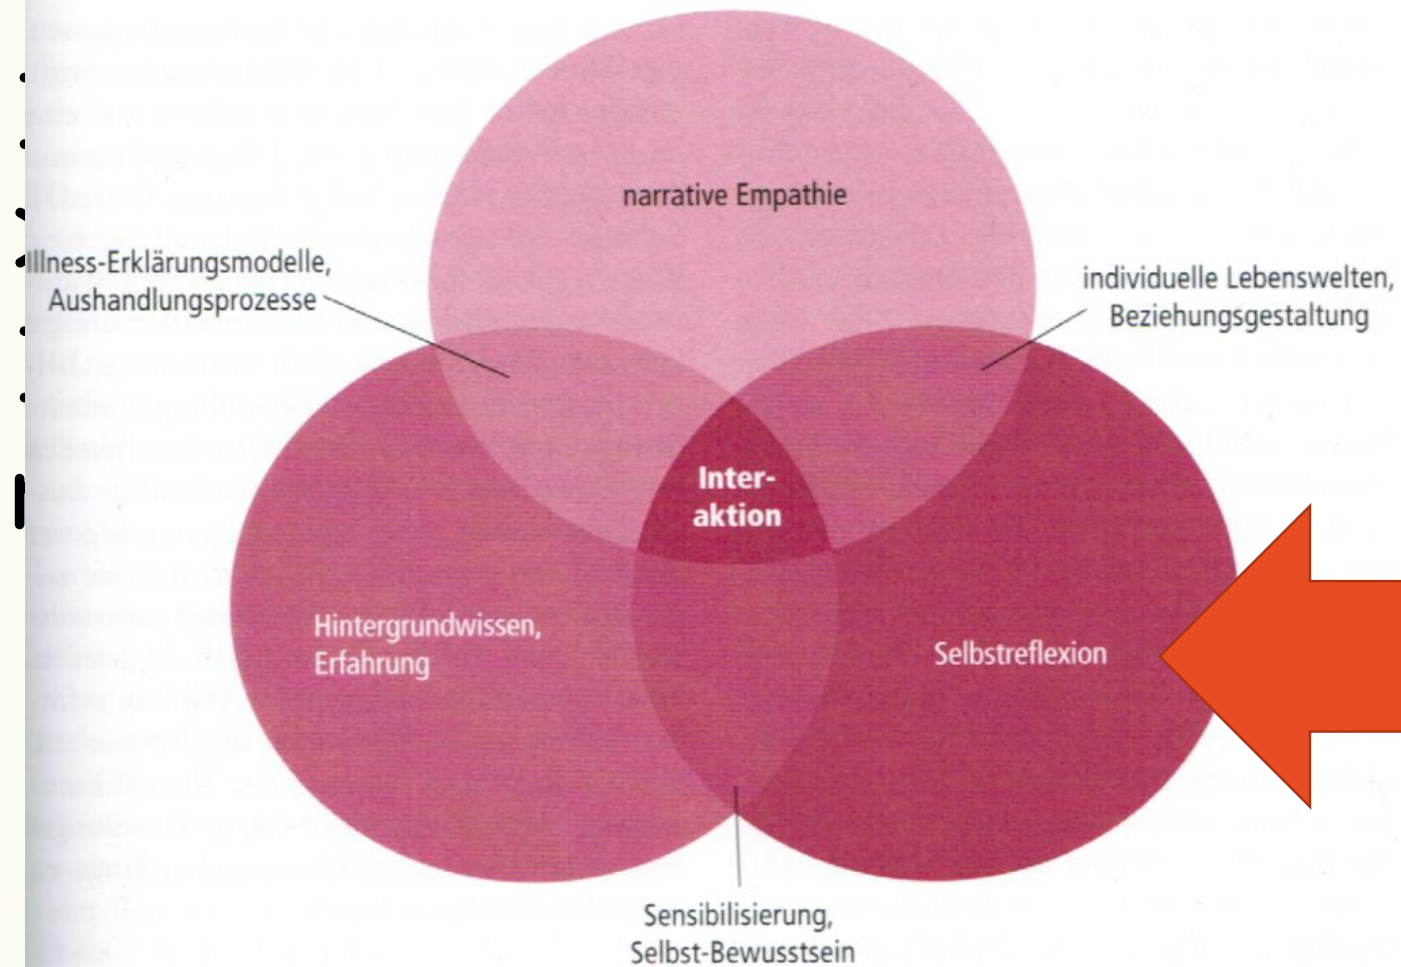 narrative Empathie
Illness-Erklärungsmodelle,
Aushandlungsprozesse
individuelle Lebenswelten,
Beziehungsgestaltung
Inter-
aktion
Hintergrundwissen,
Erfahrung
Selbstreflexion
Sensibilisierung,
Selbst-Bewusstsein